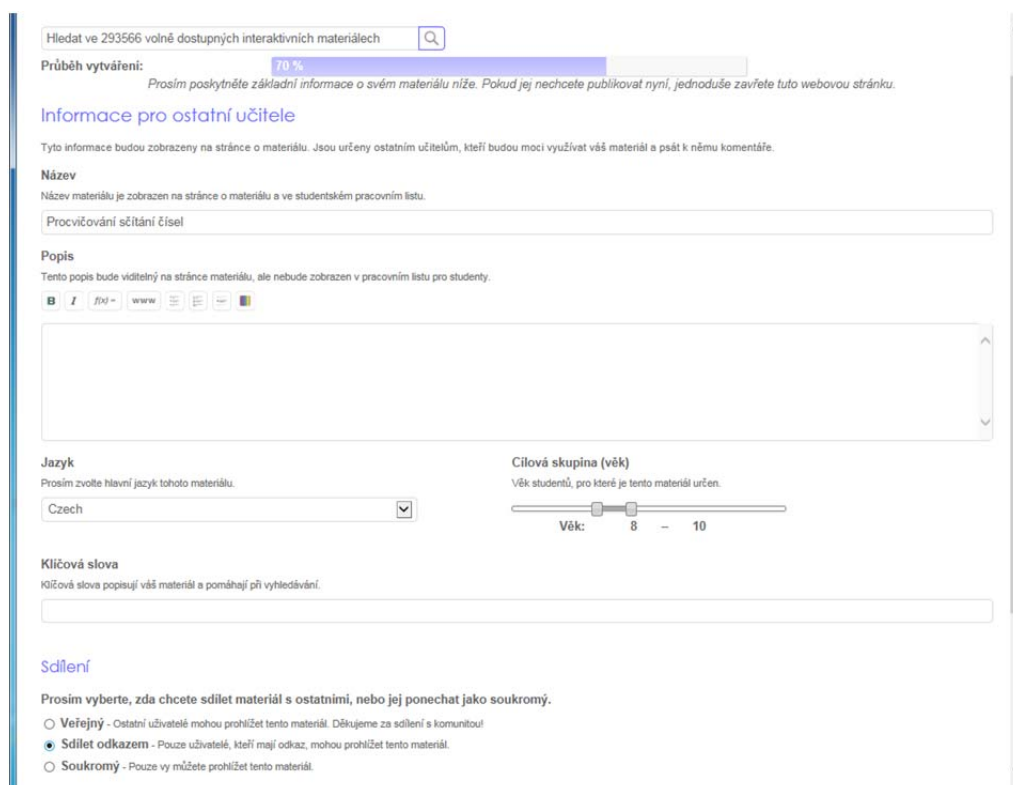 Hledat ve 293566 volně dostupných interaktivních materiálech
Průběh vytváření: 70 %
Prosím poskytněte základní informace o svém materiálu níže. Pokud jej nechcete publikovat nyní, jednoduše zavřete tuto webovou stránku.
Informace pro ostatní učitele
Tyto informace budou zobrazeny na stránce o materiálu. Jsou určeny ostatním učitelům, kteří budou moci využívat váš materiál a psát k němu komentáře.
Název
Název materiálu je zobrazen na stránce o materiálu a ve studentském pracovním listu.
Procvičování sčítání čísel
Popis
Tento popis bude viditelný na stránce materiálu, ale nebude zobrazen v pracovním listu pro studenty.
B I f(x) www
Jazyk
Prosím zvolte hlavní jazyk tohoto materiálu.
Czech
Cílová skupina (věk)
Věk studentů, pro které je tento materiál určen.
Věk: 8 – 10
Klíčová slova
Klíčová slova popisují váš materiál a pomáhají při vyhledávání.
Sdílení
Prosím vyberte, zda chcete sdílet materiál s ostatními, nebo jej ponechat jako soukromý.
Veřejný - Ostatní uživatelé mohou prohlížet tento materiál. Děkujeme za sdílení s komunitou!
Sdílet odkazem - Pouze uživatelé, kteří mají odkaz, mohou prohlížet tento materiál.
Soukromý - Pouze vy můžete prohlížet tento materiál.